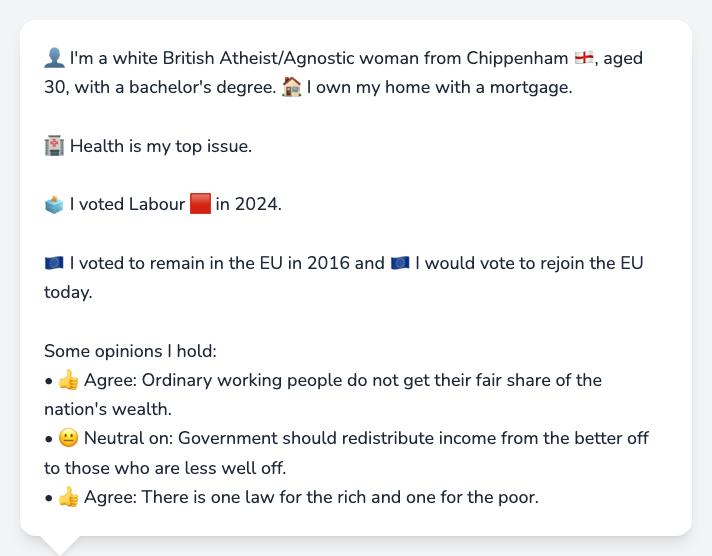 👤 I'm a white British Atheist/Agnostic woman from Chippenham 🏴󠁧󠁢󠁥󠁮󠁧󠁿, aged
30, with a bachelor's degree. 🏠 I own my home with a mortgage.
🏥 Health is my top issue.
🗳️ I voted Labour 🟥 in 2024.
🇪🇺 I voted to remain in the EU in 2016 and 🇪🇺 I would vote to rejoin the EU
today.
Some opinions I hold:
• 👍 Agree: Ordinary working people do not get their fair share of the
nation's wealth.
• 😐 Neutral on: Government should redistribute income from the better off
to those who are less well off.
• 👍 Agree: There is one law for the rich and one for the poor.